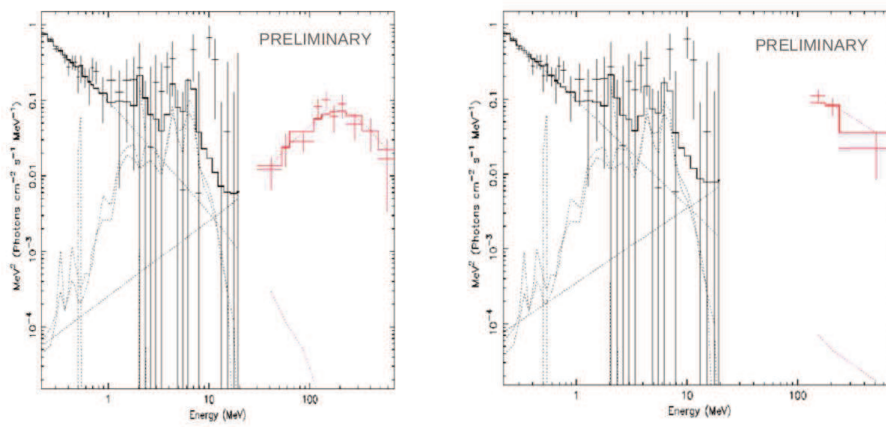 PRELIMINARY
MeV² (Photons cm⁻² s⁻¹ MeV⁻¹)
1
0.1
0.01
10⁻³
10⁻⁴
1
10
100
Energy (MeV)
PRELIMINARY
MeV² (Photons cm⁻² s⁻¹ MeV⁻¹)
1
0.1
0.01
10⁻³
10⁻⁴
1
10
100
Energy (MeV)